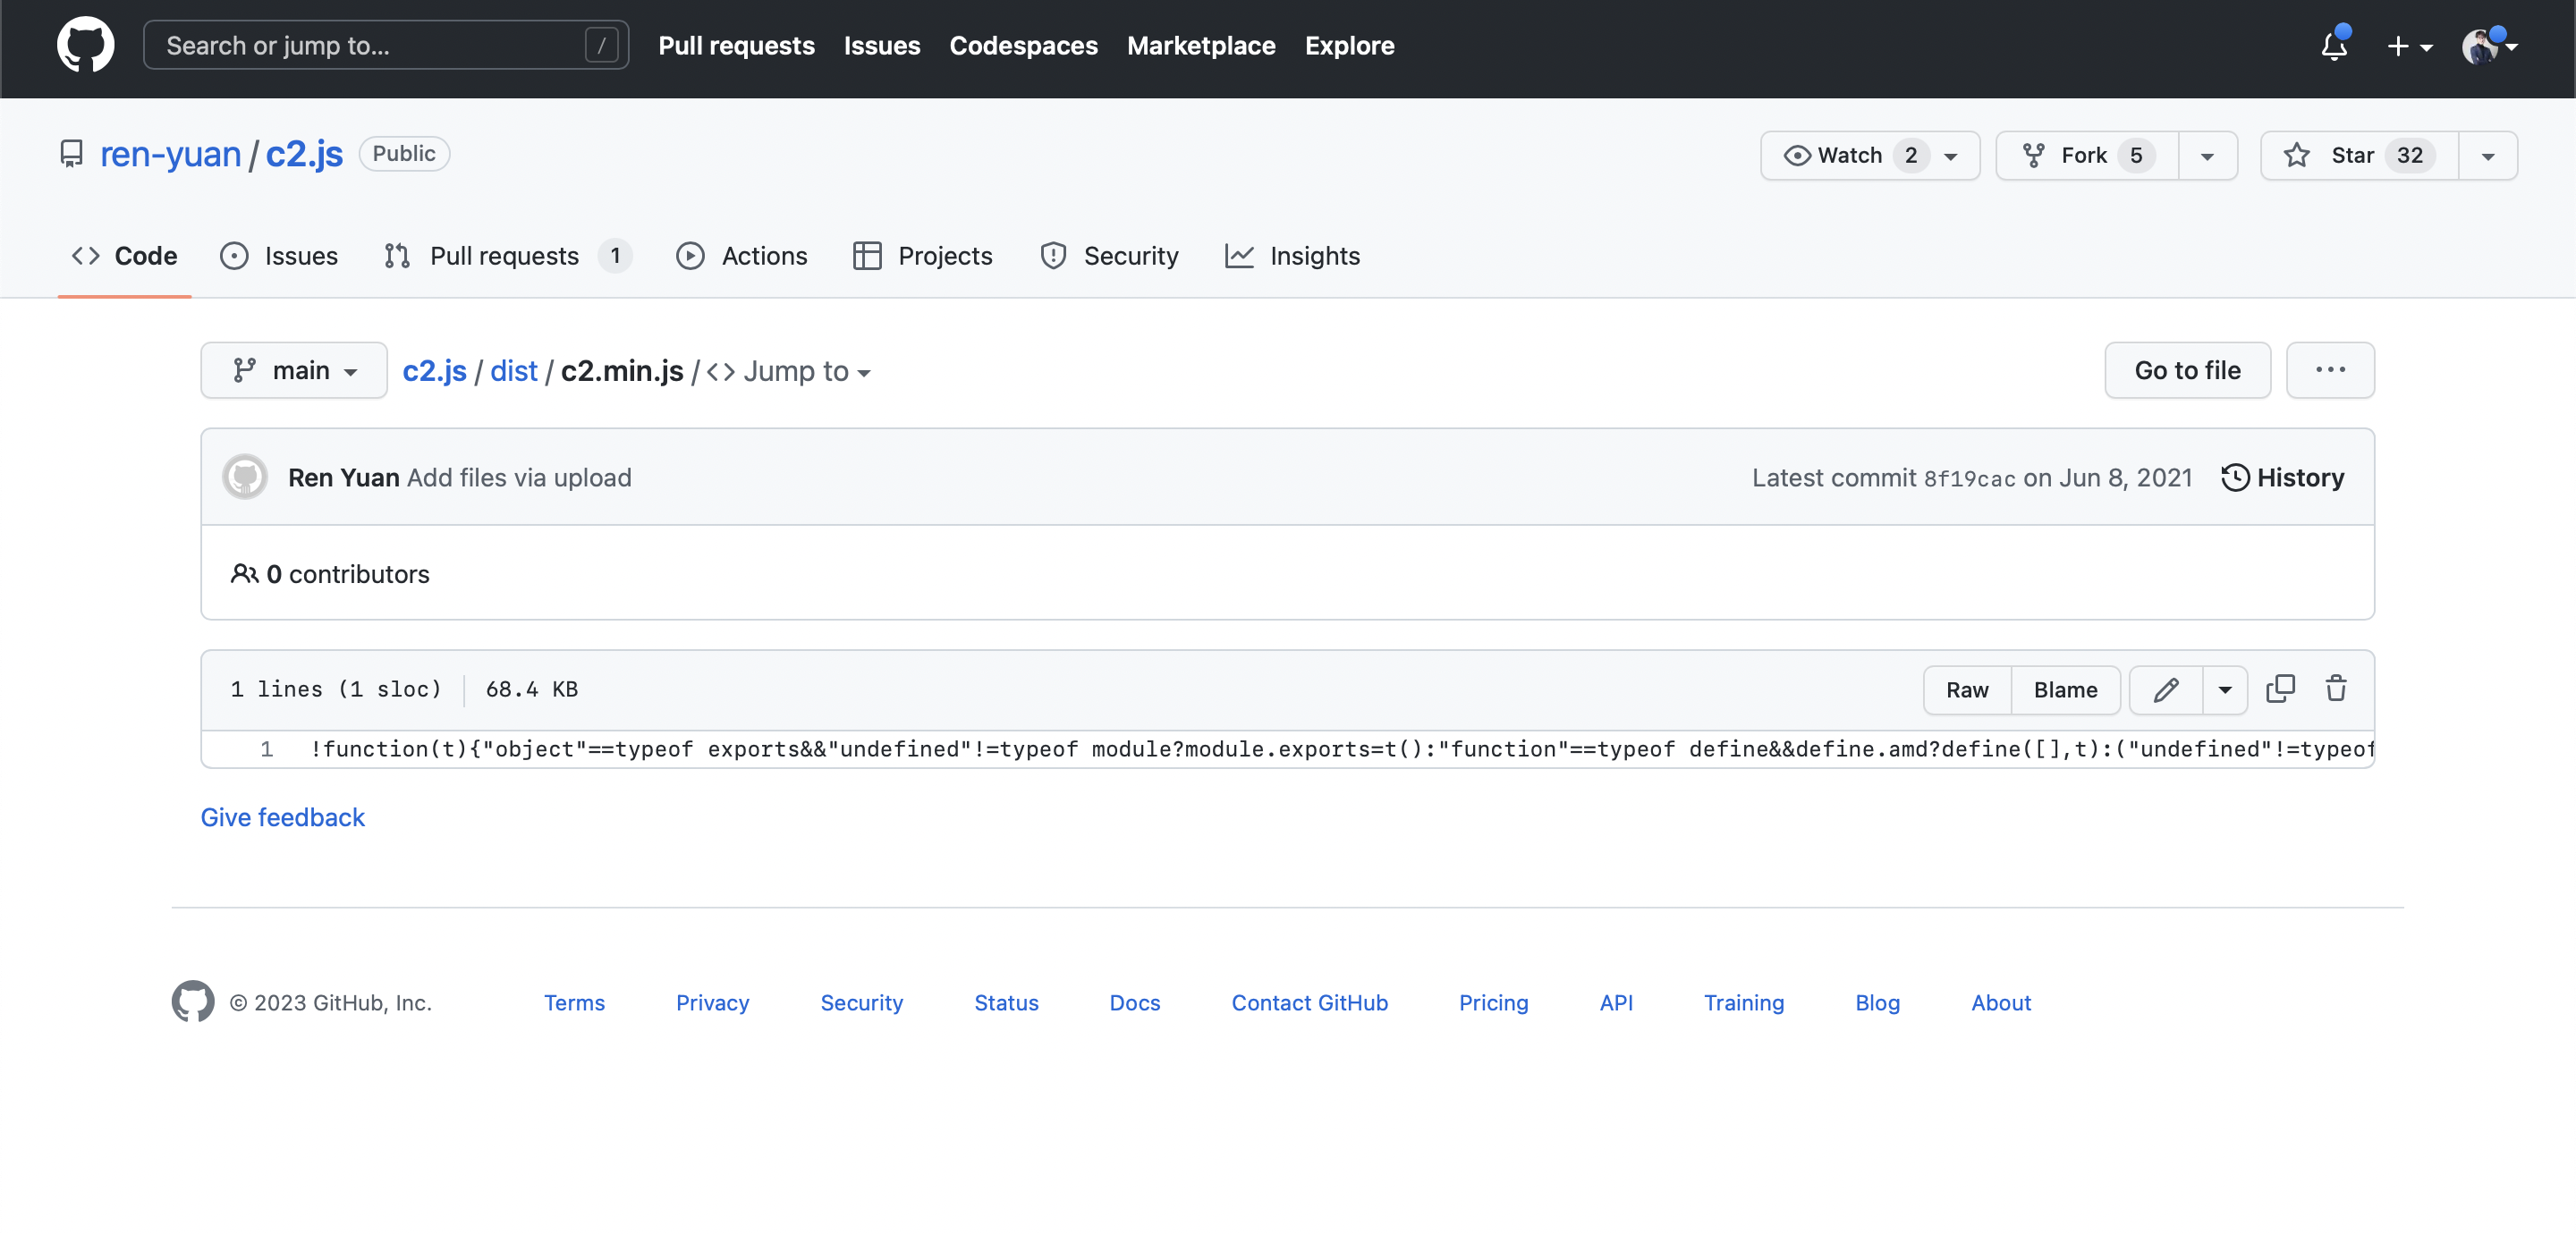 Search or jump to... / Pull requests Issues Codespaces Marketplace Explore
ren-yuan / c2.js Public Watch 2 Fork 5 Star 32
Code Issues Pull requests 1 Actions Projects Security Insights
main c2.js / dist / c2.min.js / Jump to Go to file ...
Ren Yuan Add files via upload Latest commit 8f19cac on Jun 8, 2021 History
0 contributors
1 lines (1 sloc) 68.4 KB Raw Blame
1 !function(t){"object"==typeof exports&&"undefined"!=typeof module?module.exports=t():"function"==typeof define&&define.amd?define([],t):("undefined"!=typeof
Give feedback
© 2023 GitHub, Inc. Terms Privacy Security Status Docs Contact GitHub Pricing API Training Blog About